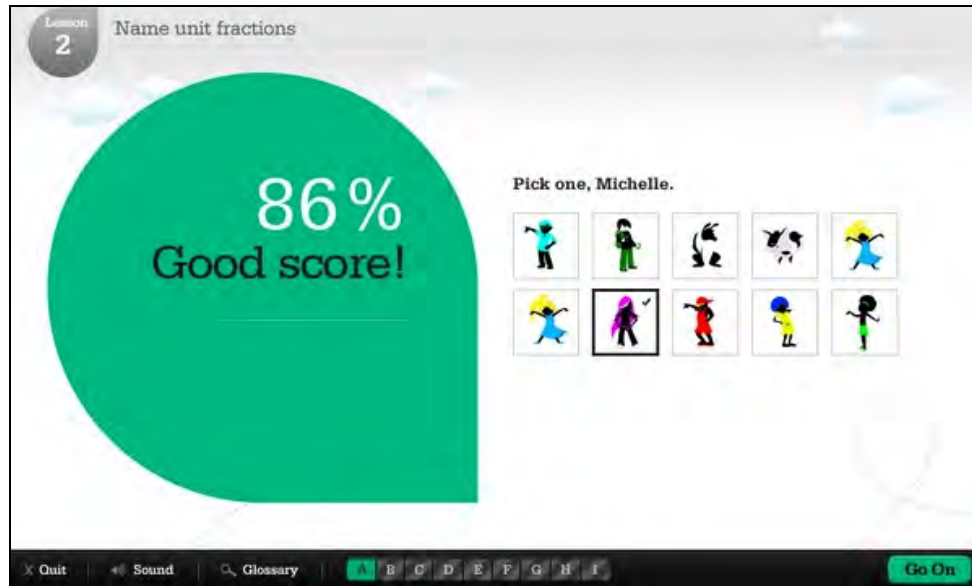 Lesson
2
Name unit fractions
86%
Good score!
Pick one, Michelle.
X Quit
Sound
Glossary
A B C D E F G H I
Go On